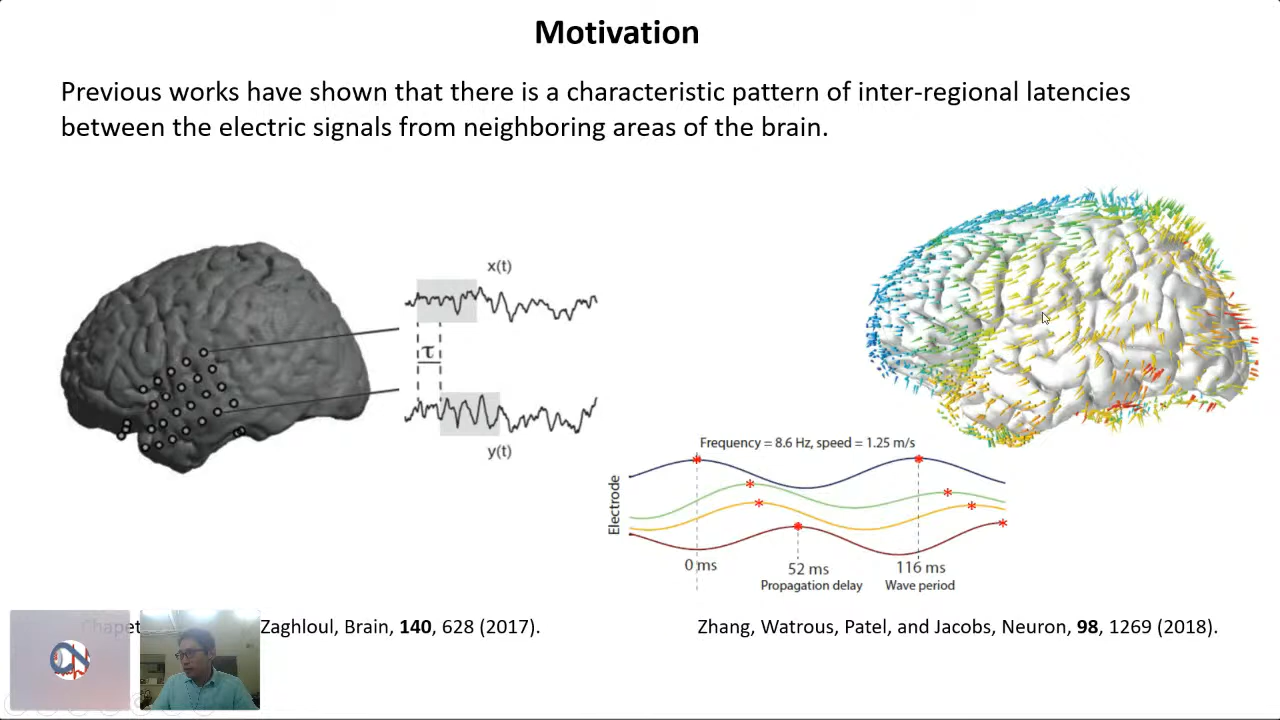 Motivation
Previous works have shown that there is a characteristic pattern of inter-regional latencies
between the electric signals from neighboring areas of the brain.
x(t)
τ
y(t)
Frequency = 8.6 Hz, speed = 1.25 m/s
Electrode
0 ms
52 ms
116 ms
Propagation delay
Wave period
Zaghloul, Brain, 140, 628 (2017).
Zhang, Watrous, Patel, and Jacobs, Neuron, 98, 1269 (2018).